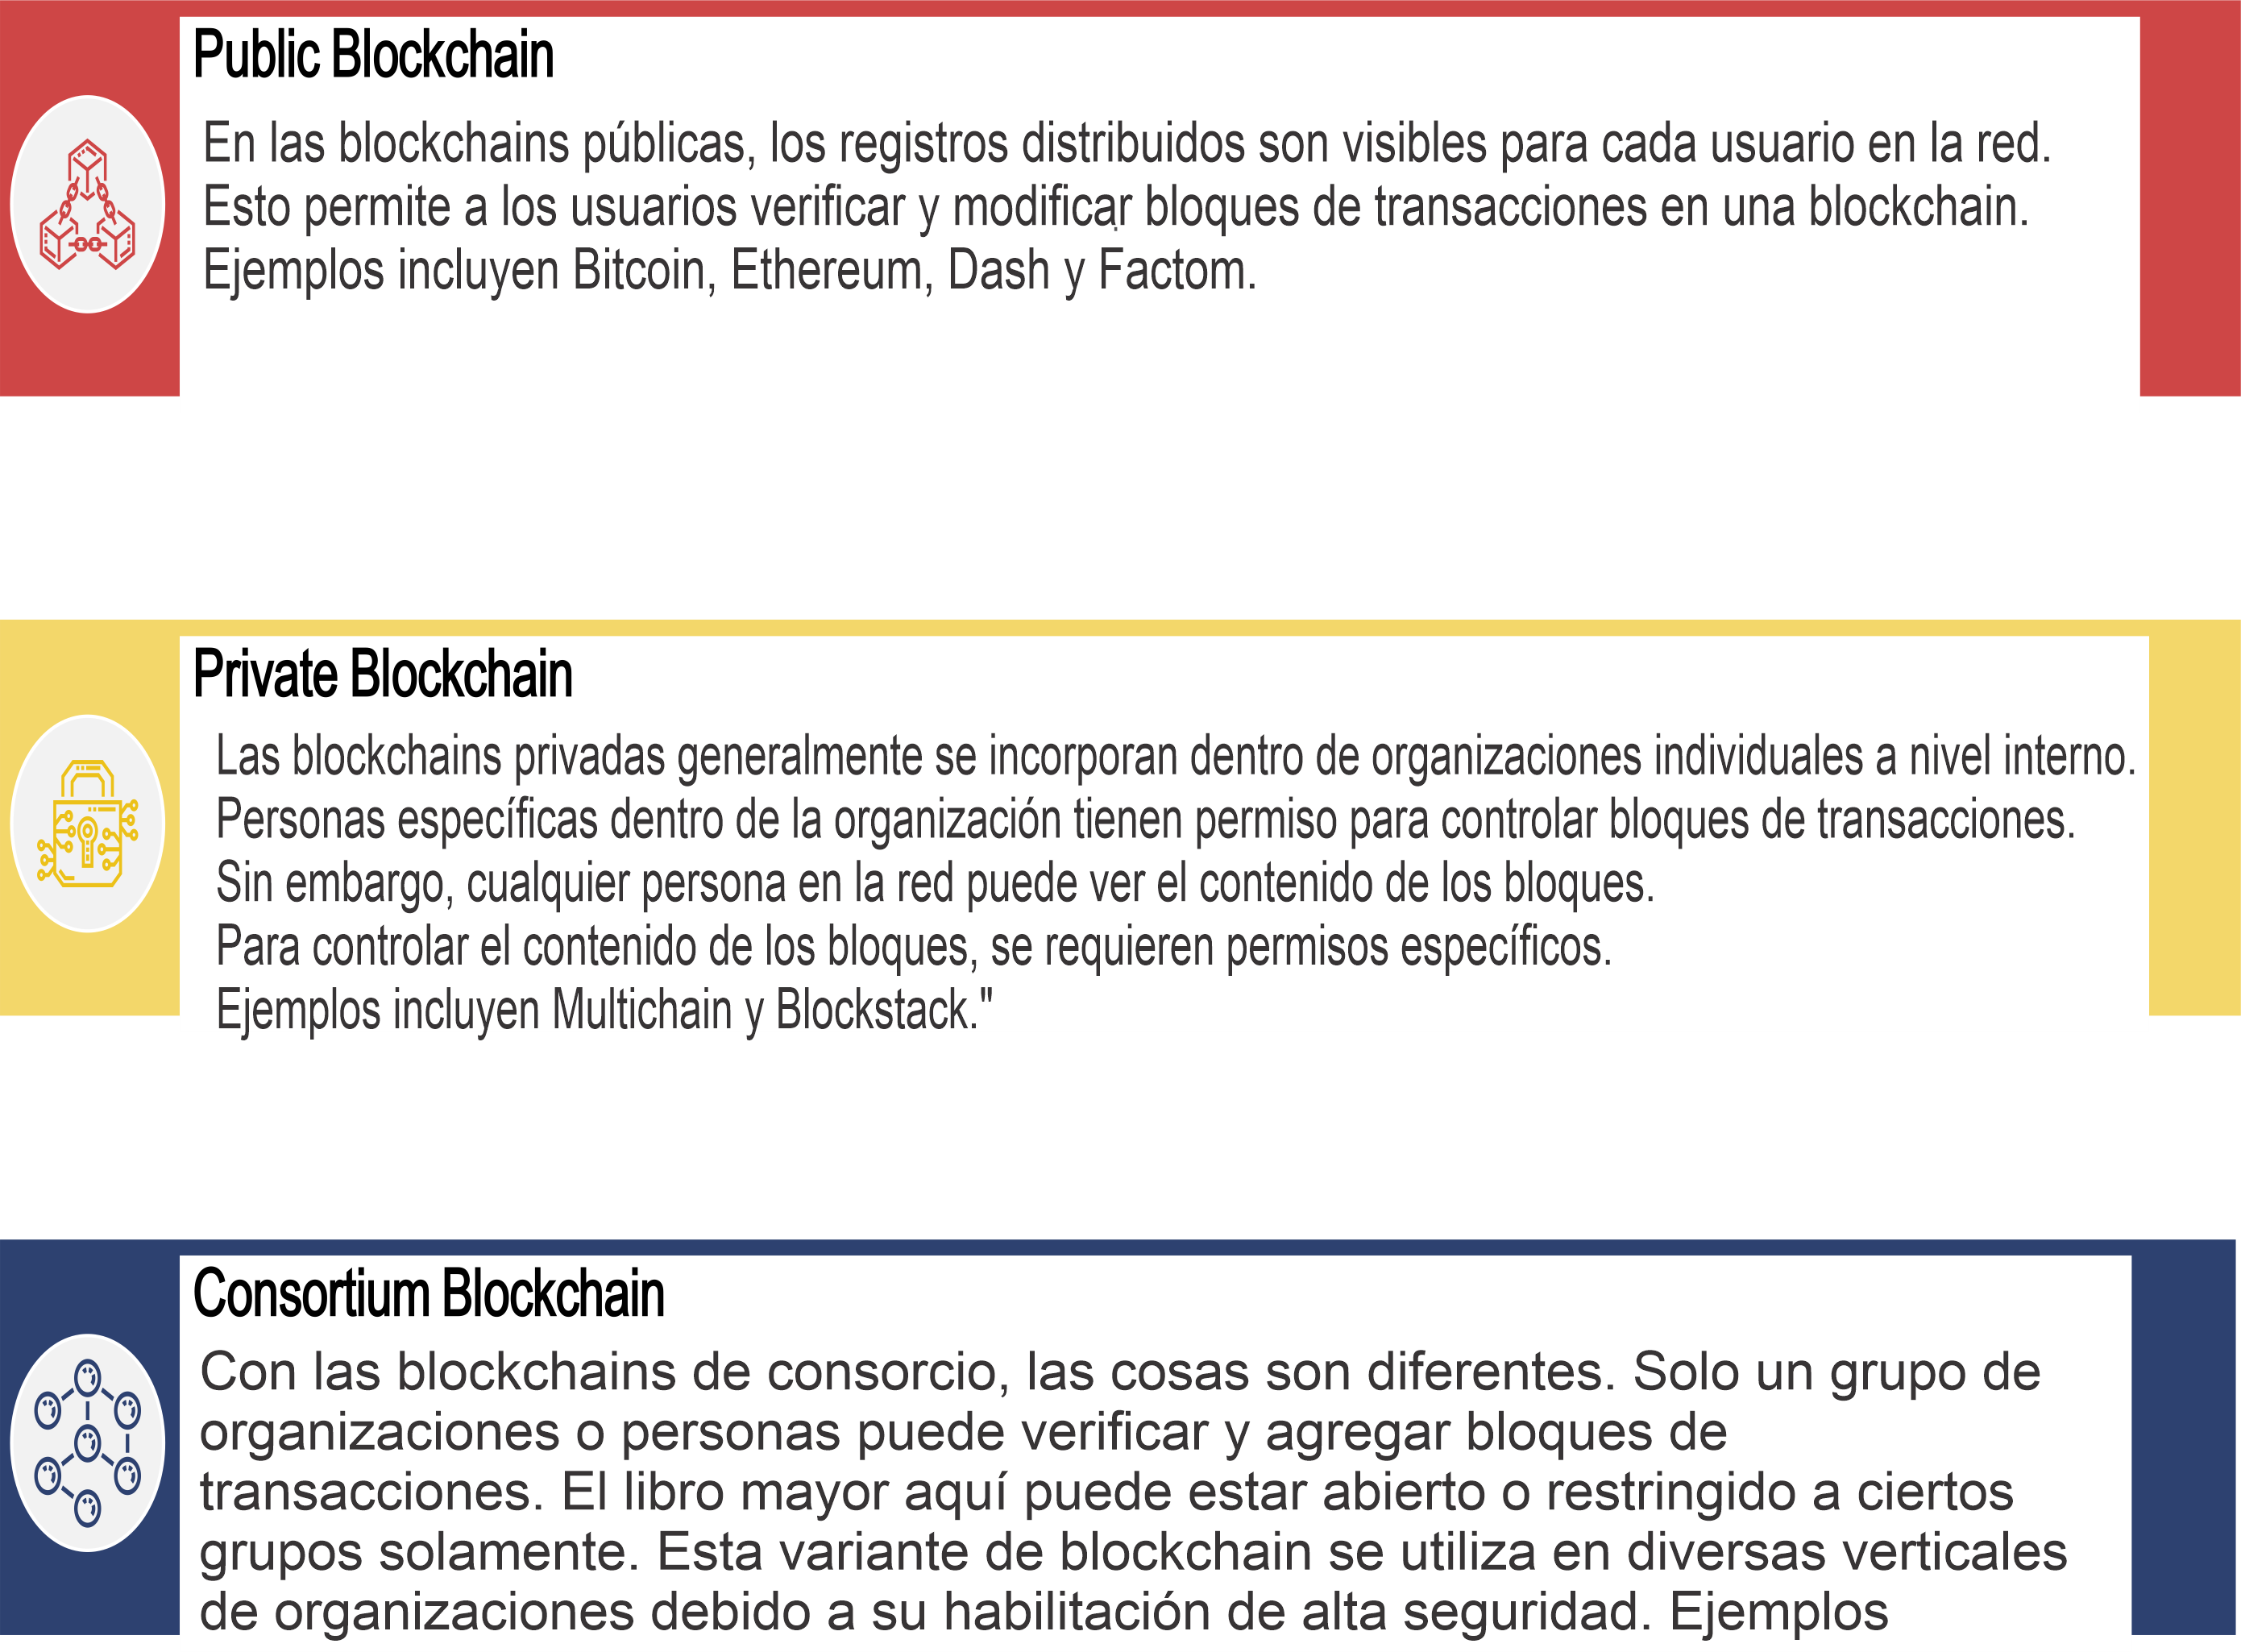 Public Blockchain
En las blockchains públicas, los registros distribuidos son visibles para cada usuario en la red.
Esto permite a los usuarios verificar y modificar bloques de transacciones en una blockchain.
Ejemplos incluyen Bitcoin, Ethereum, Dash y Factom.
Private Blockchain
Las blockchains privadas generalmente se incorporan dentro de organizaciones individuales a nivel interno.
Personas específicas dentro de la organización tienen permiso para controlar bloques de transacciones.
Sin embargo, cualquier persona en la red puede ver el contenido de los bloques.
Para controlar el contenido de los bloques, se requieren permisos específicos.
Ejemplos incluyen Multichain y Blockstack."
Consortium Blockchain
Con las blockchains de consorcio, las cosas son diferentes. Solo un grupo de
organizaciones o personas puede verificar y agregar bloques de
transacciones. El libro mayor aquí puede estar abierto o restringido a ciertos
grupos solamente. Esta variante de blockchain se utiliza en diversas verticales
de organizaciones debido a su habilitación de alta seguridad. Ejemplos